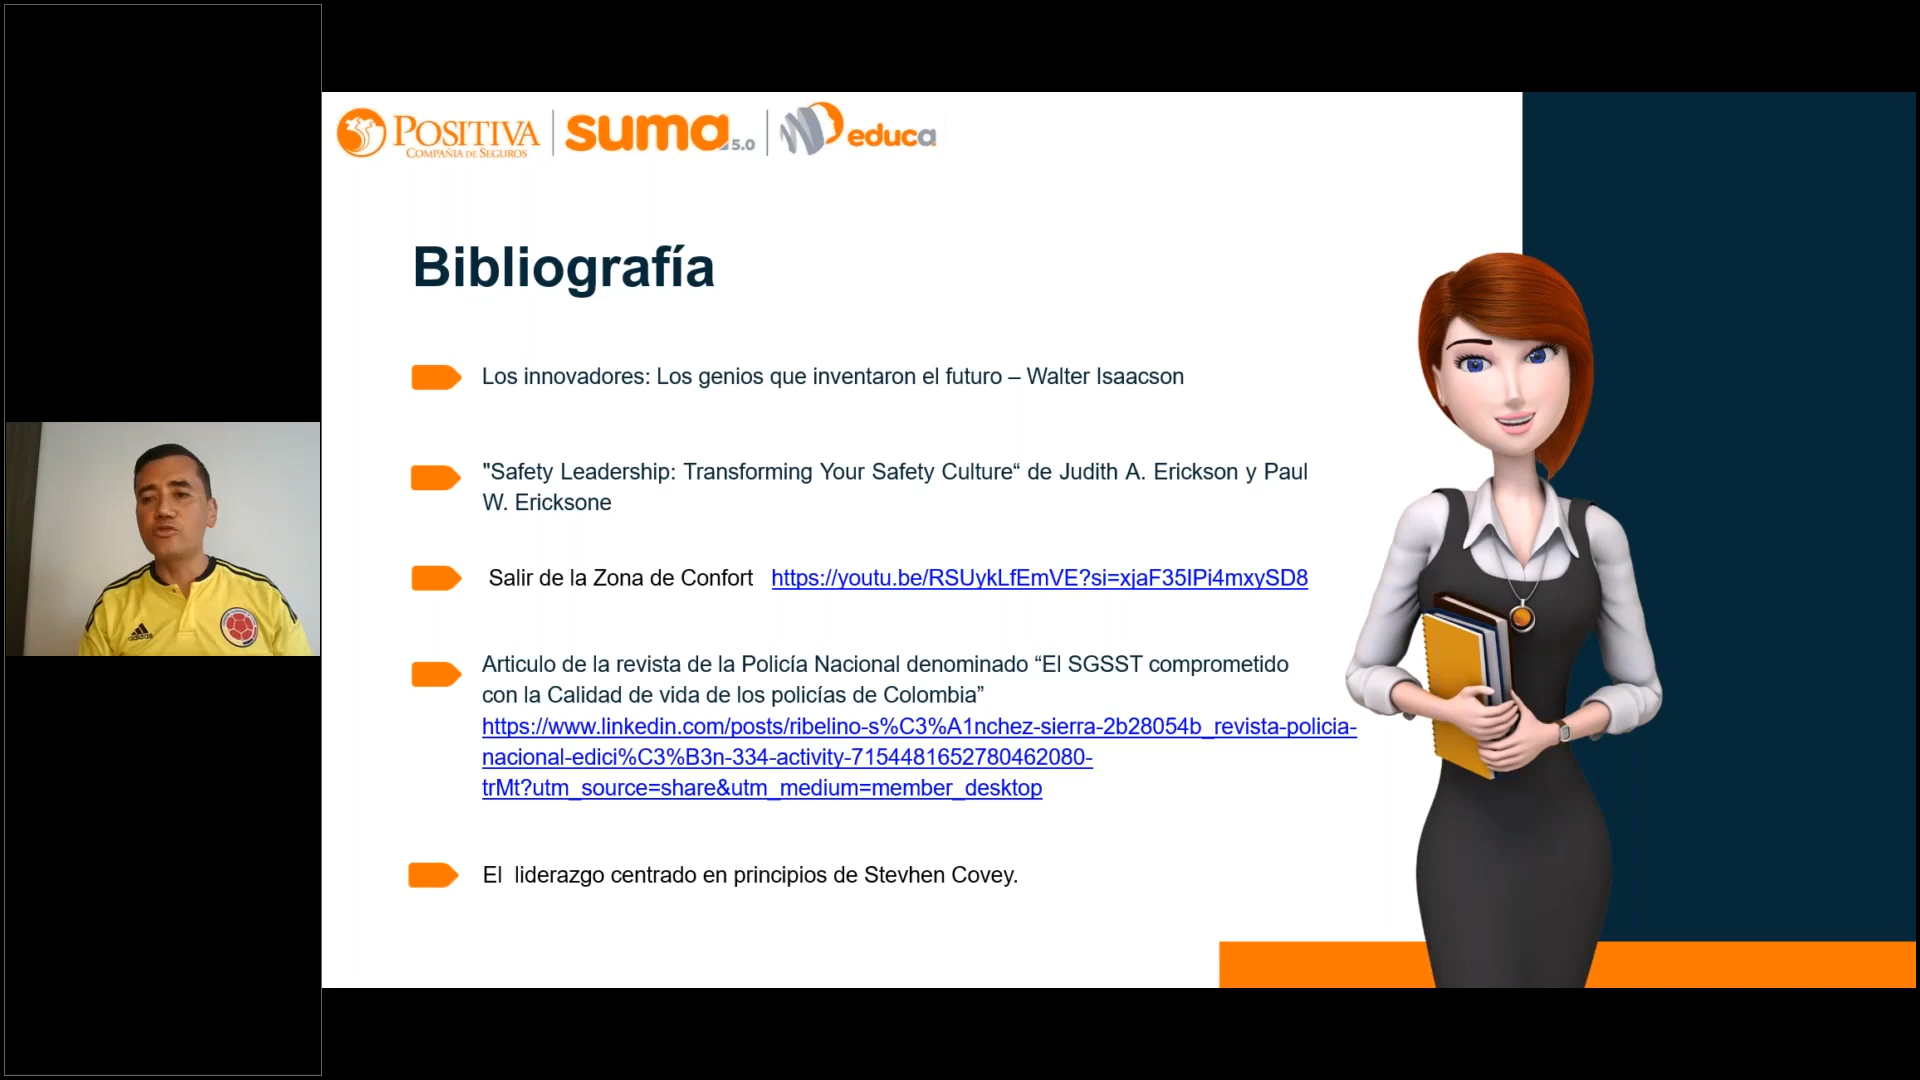 POSITIVA
COMPAÑIA DE SEGUROS
suma 5.0
educa
Bibliografía
Los innovadores: Los genios que inventaron el futuro – Walter Isaacson
"Safety Leadership: Transforming Your Safety Culture“ de Judith A. Erickson y Paul
W. Ericksone
Salir de la Zona de Confort https://youtu.be/RSUykLfEmVE?si=xjaF35IPi4mxySD8
Articulo de la revista de la Policía Nacional denominado “El SGSST comprometido
con la Calidad de vida de los policías de Colombia”
https://www.linkedin.com/posts/ribelino-s%C3%A1nchez-sierra-2b28054b_revista-policia-
nacional-edici%C3%B3n-334-activity-7154481652780462080-
trMt?utm_source=share&utm_medium=member_desktop
El liderazgo centrado en principios de Stevhen Covey.
adidas